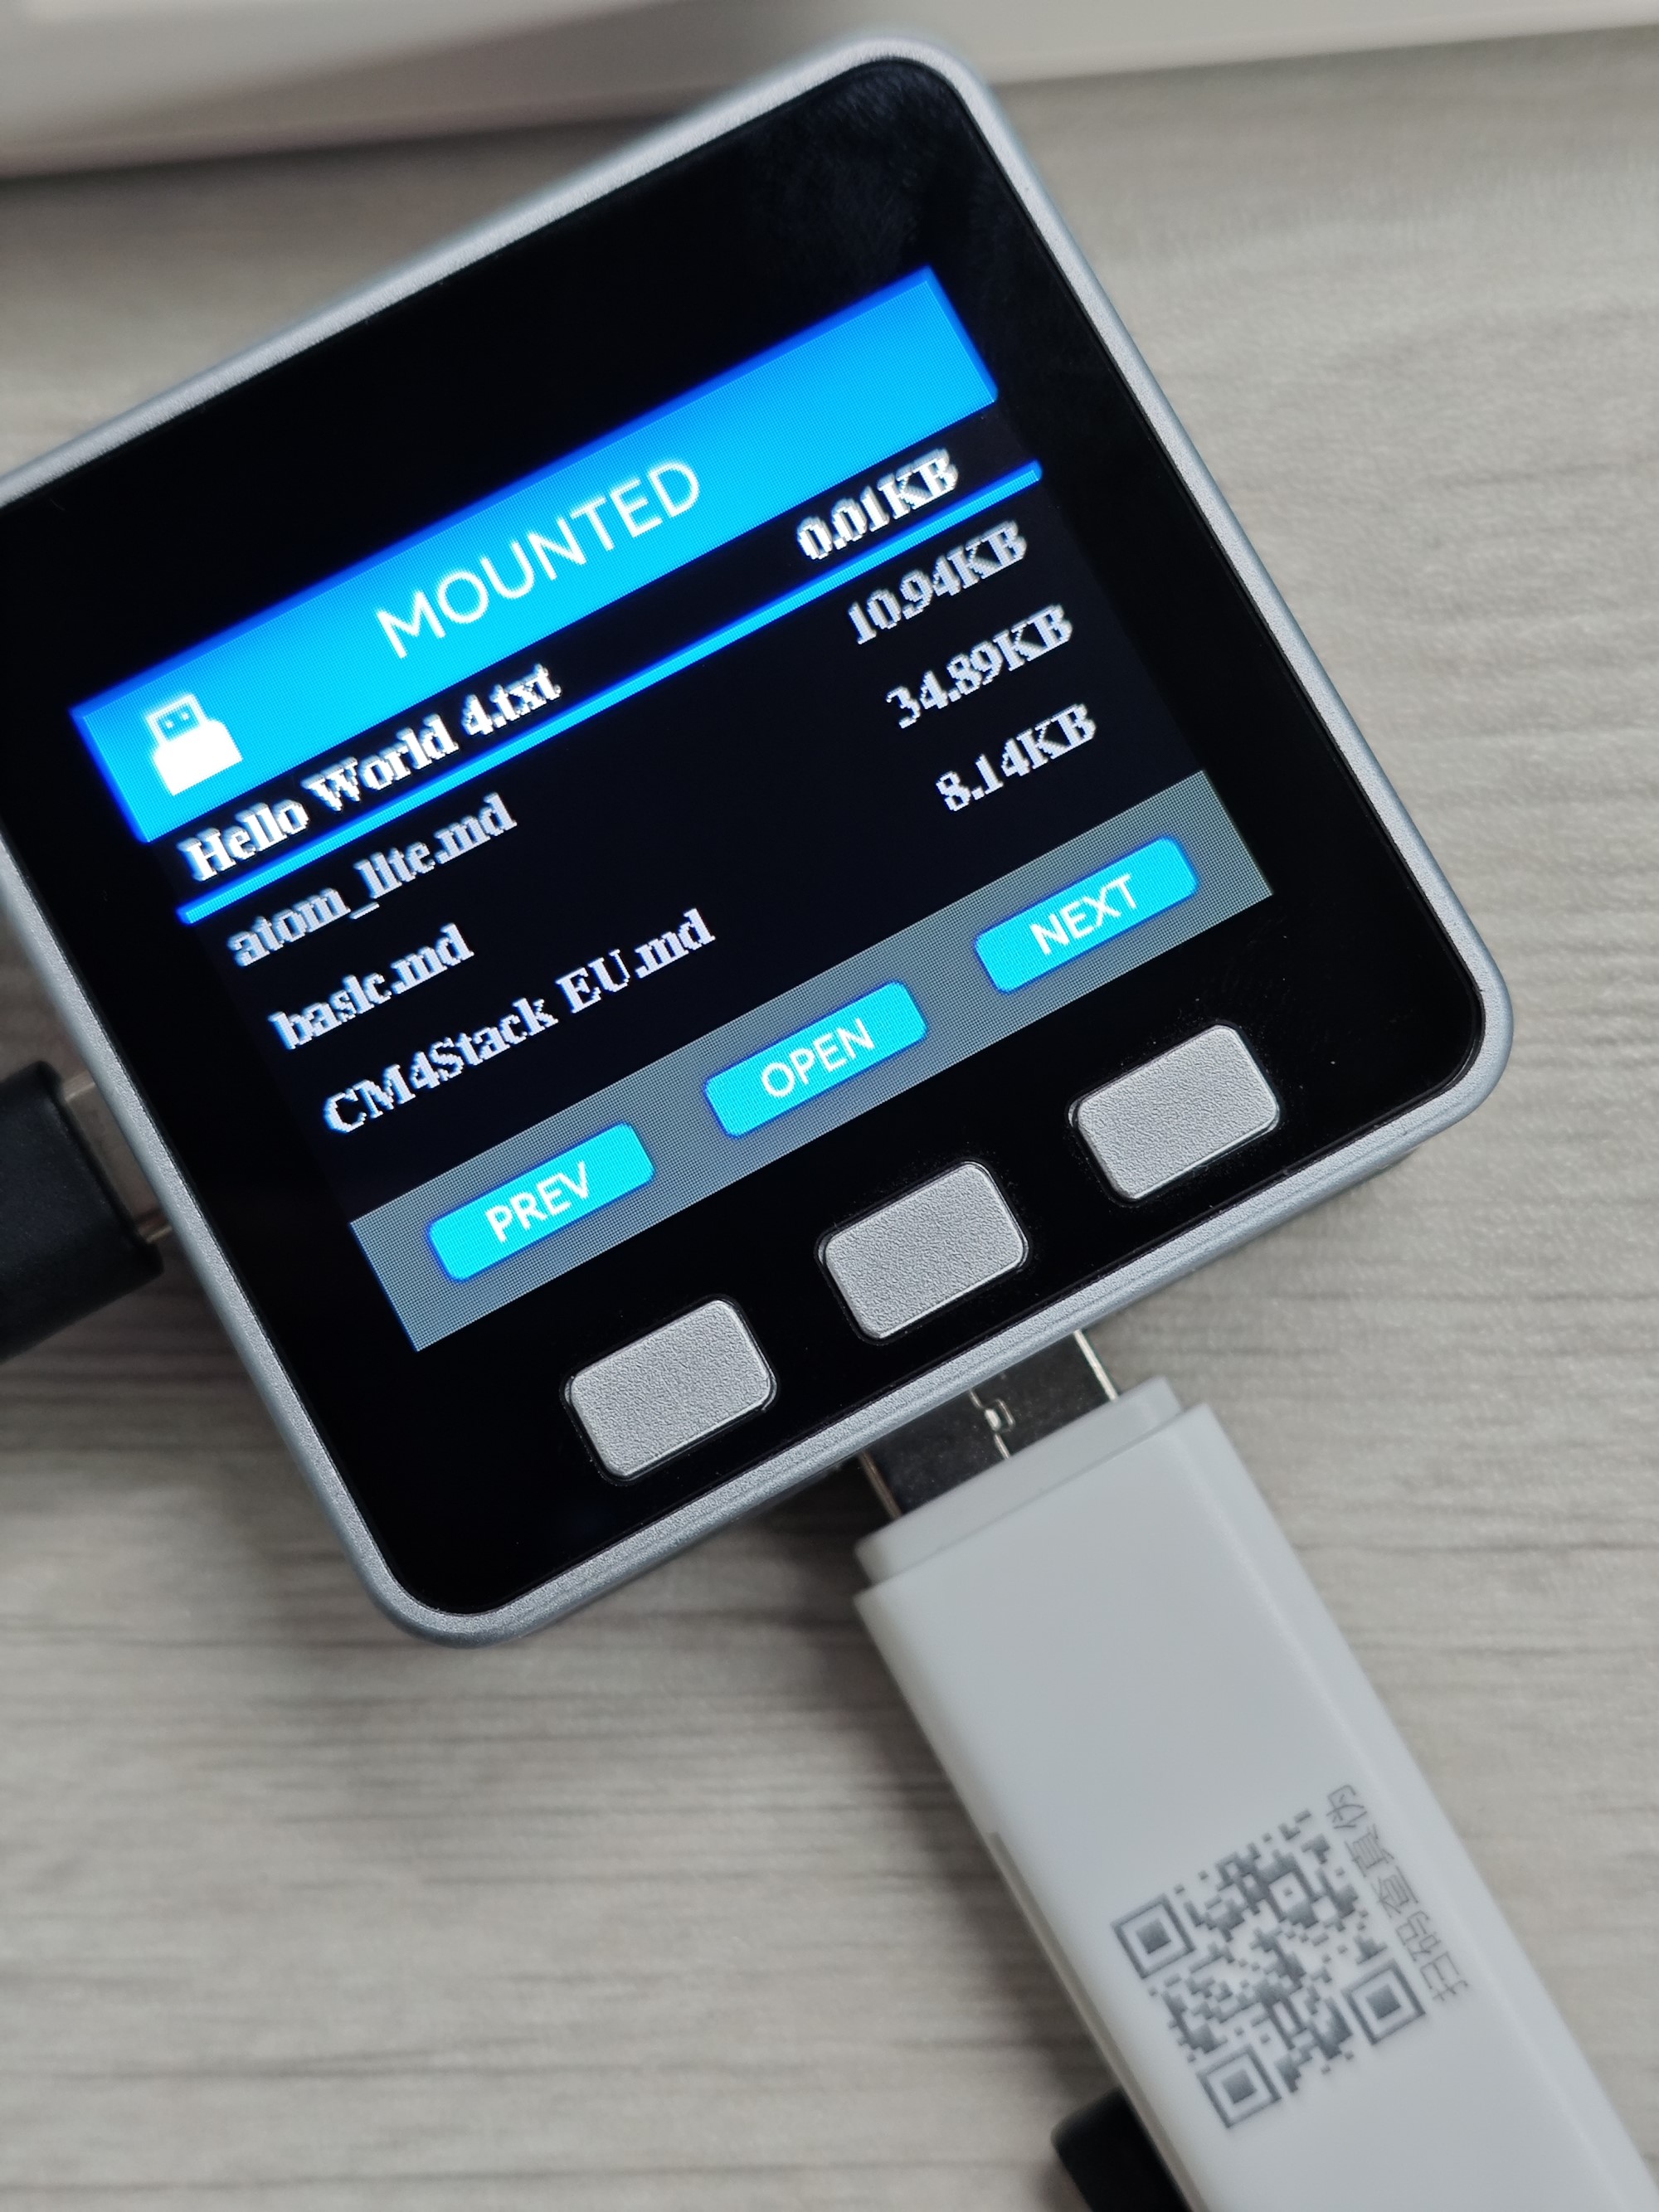 MOUNTED
Hello World 4.txt 0.01KB
atom_lite.md 10.94KB
basic.md 34.89KB
CM4Stack EU.md 8.14KB
PREV OPEN NEXT
扫码查真伪